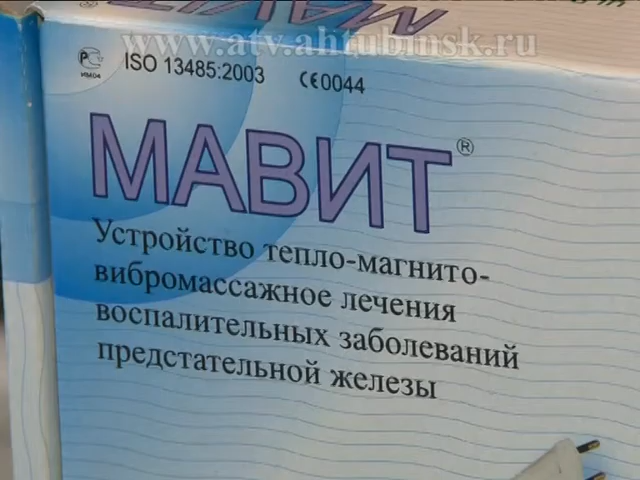 www.atv.ahtubinsk.ru
ISO 13485:2003 CE0044
МАВИТ®
Устройство тепло-магнито-
вибромассажное лечения
воспалительных заболеваний
предстательной железы